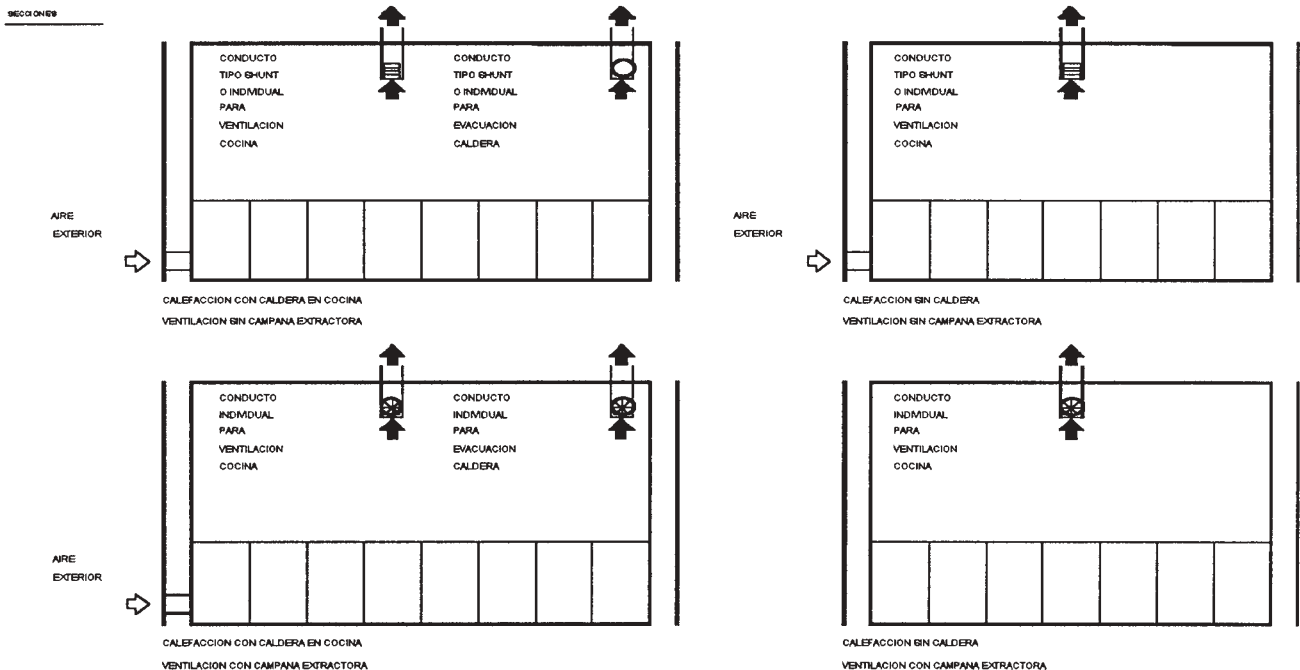 SECCIONES
CONDUCTO
TIPO SHUNT
O INDIVIDUAL
PARA
VENTILACION
COCINA
CONDUCTO
TIPO SHUNT
O INDIVIDUAL
PARA
EVACUACION
CALDERA
AIRE
EXTERIOR
CALEFACCION CON CALDERA EN COCINA
VENTILACION SIN CAMPANA EXTRACTORA
CONDUCTO
TIPO SHUNT
O INDIVIDUAL
PARA
VENTILACION
COCINA
AIRE
EXTERIOR
CALEFACCION SIN CALDERA
VENTILACION SIN CAMPANA EXTRACTORA
CONDUCTO
INDIVIDUAL
PARA
VENTILACION
COCINA
CONDUCTO
INDIVIDUAL
PARA
EVACUACION
CALDERA
AIRE
EXTERIOR
CALEFACCION CON CALDERA EN COCINA
VENTILACION CON CAMPANA EXTRACTORA
CONDUCTO
INDIVIDUAL
PARA
VENTILACION
COCINA
CALEFACCION SIN CALDERA
VENTILACION CON CAMPANA EXTRACTORA